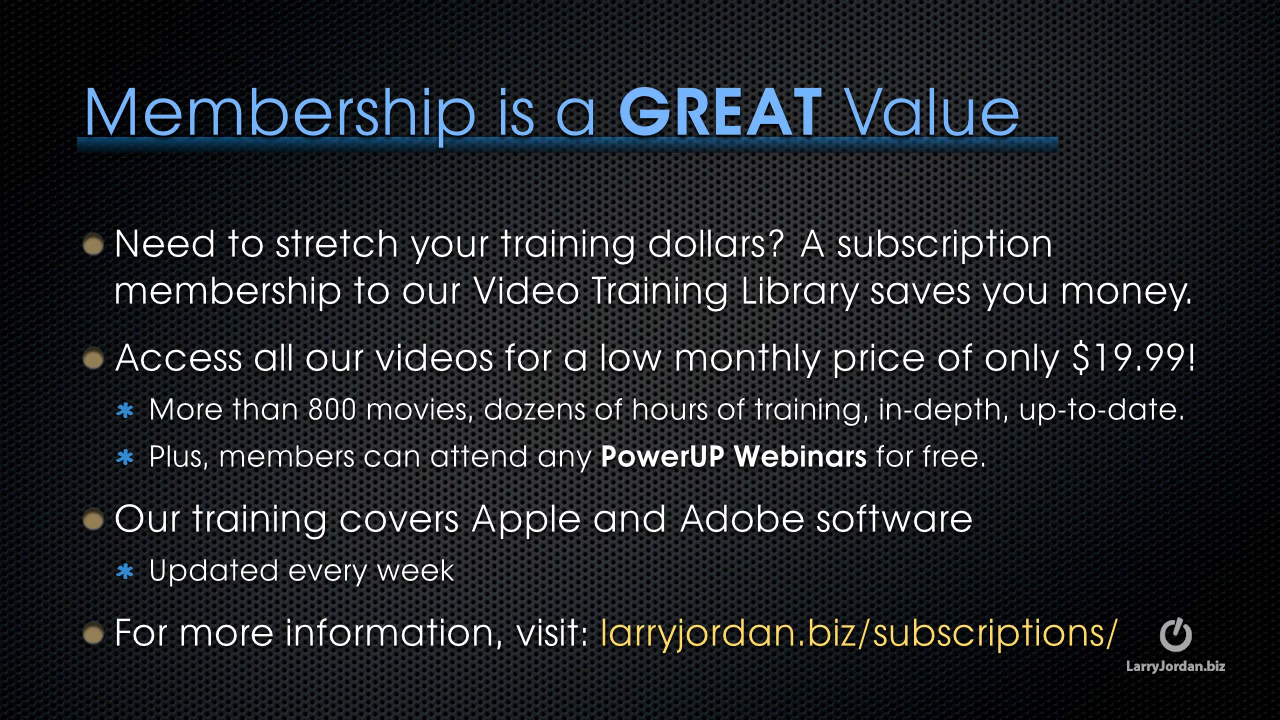 Membership is a GREAT Value
Need to stretch your training dollars? A subscription
membership to our Video Training Library saves you money.
Access all our videos for a low monthly price of only $19.99!
More than 800 movies, dozens of hours of training, in-depth, up-to-date.
Plus, members can attend any PowerUP Webinars for free.
Our training covers Apple and Adobe software
Updated every week
For more information, visit: larryjordan.biz/subscriptions/
LarryJordan.biz